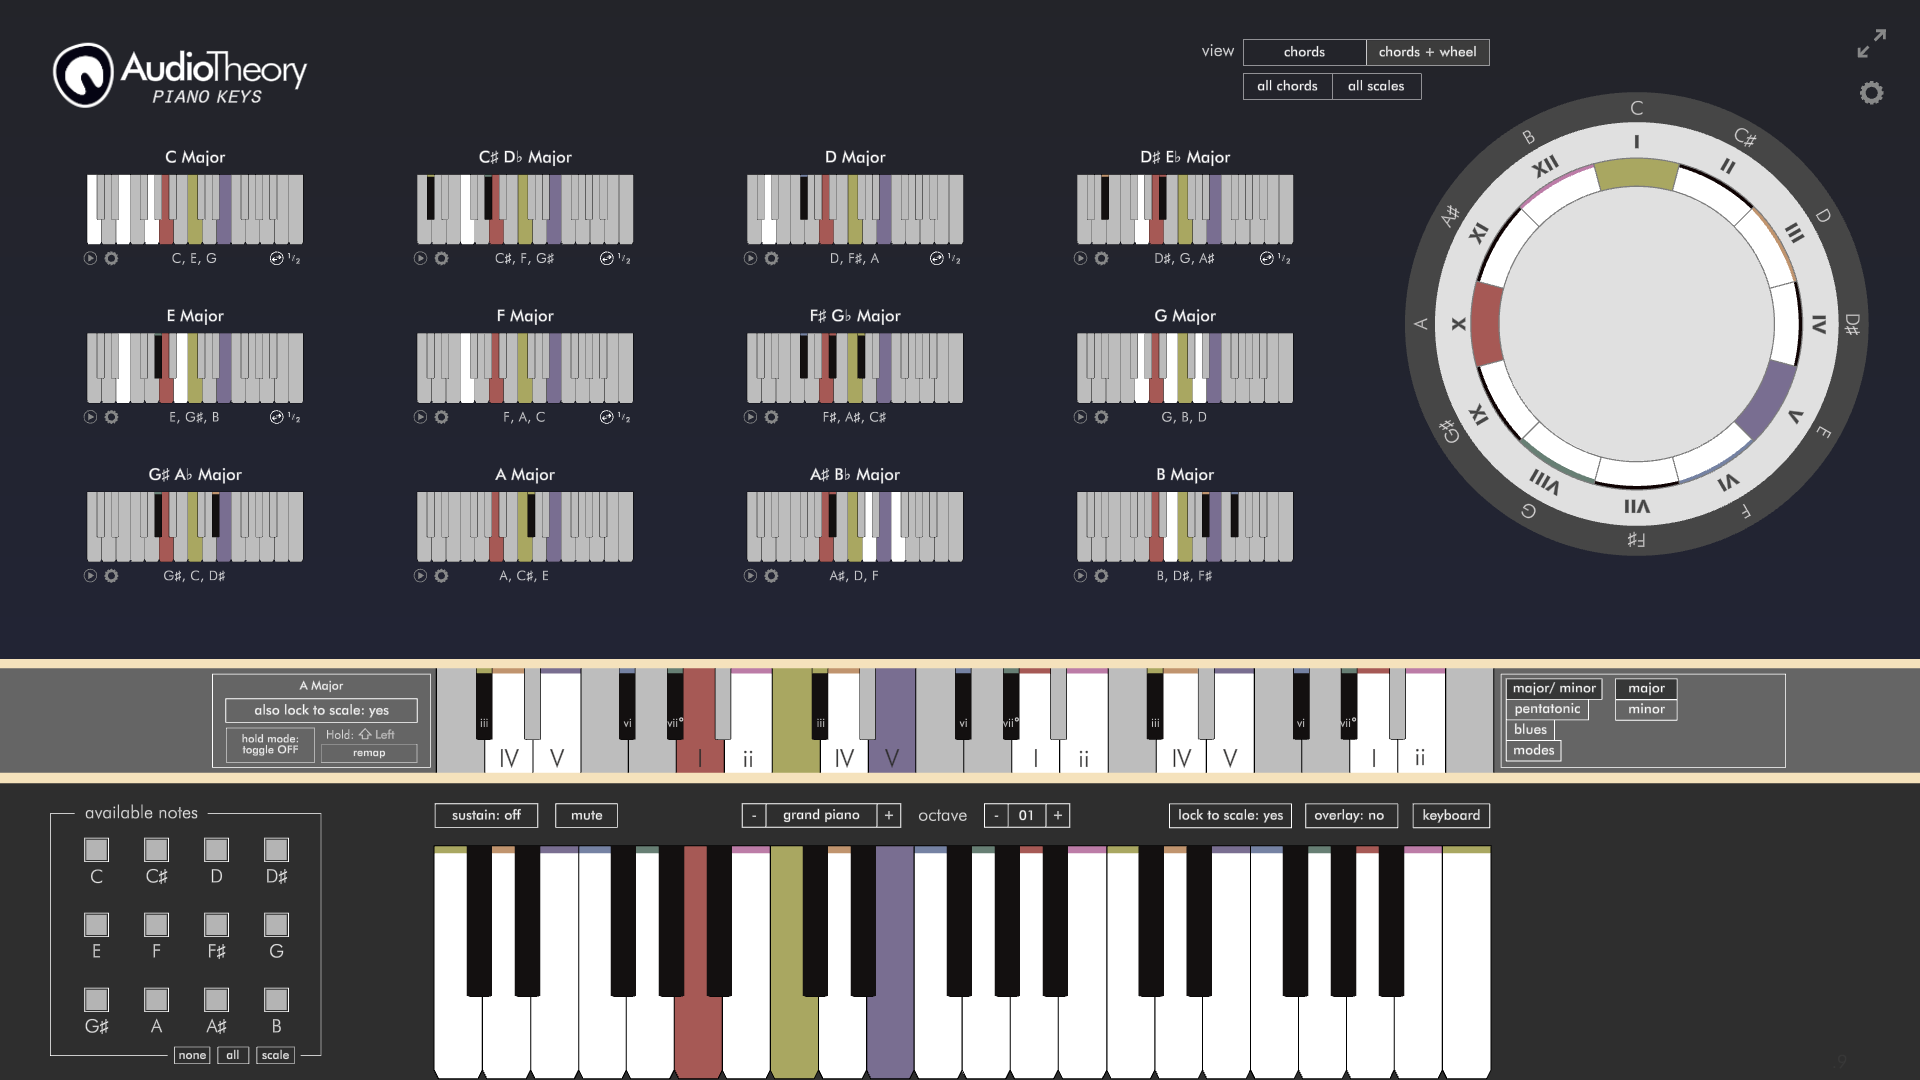 AudioTheory
PIANO KEYS
view
chords
chords + wheel
all chords
all scales
C Major
C♯ D♭ Major
D Major
D♯ E♭ Major
C, E, G
1/2
C♯, F, G♯
1/2
D, F♯, A
1/2
D♯, G, A♯
1/2
E Major
F Major
F♯ G♭ Major
G Major
E, G♯, B
1/2
F, A, C
1/2
F♯, A♯, C♯
G, B, D
G♯ A♭ Major
A Major
A♯ B♭ Major
B Major
G♯, C, D♯
A, C♯, E
A♯, D, F
B, D♯, F♯
C
C♯
D
D♯
E
F
F♯
G
G♯
A
A♯
B
I
II
III
IV
V
VI
VII
VIII
IX
X
XI
XII
A Major
also lock to scale: yes
hold mode:
toggle OFF
Hold: ⇧ Left
remap
iii
vi
vii°
iii
vi
vii°
iii
vi
vii°
IV
V
I
ii
IV
V
I
ii
IV
V
I
ii
major/ minor
major
pentatonic
minor
blues
modes
available notes
C
C♯
D
D♯
E
F
F♯
G
G♯
A
A♯
B
none
all
scale
sustain: off
mute
-
grand piano
+
octave
-
01
+
lock to scale: yes
overlay: no
keyboard
9